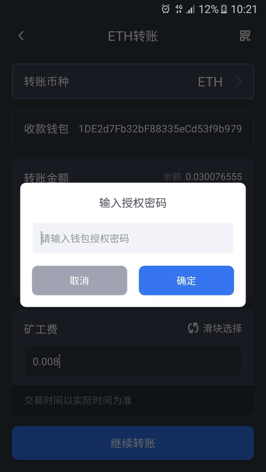 12% 10:21
ETH转账
转账币种 ETH
收款钱包 1DE2d7Fb32bF88335eCd53f9b979
转账金额 余额 0.030076555
输入授权密码
请输入钱包授权密码
取消 确定
矿工费 滑块选择
0.008
交易时间以实际时间为准
继续转账